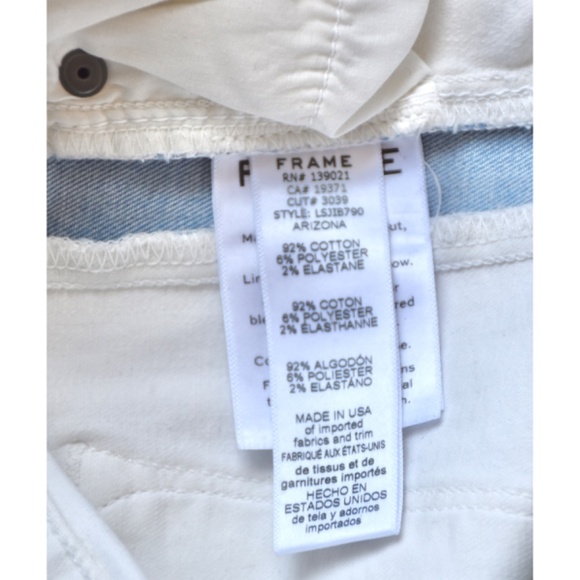 FRAME
RN# 139021
CA# 19371
CUT# 3039
STYLE: LSJIB790
ARIZONA
92% COTTON
6% POLYESTER
2% ELASTANE
92% COTON
6% POLYESTER
2% ÉLASTHANNE
92% ALGODÓN
6% POLIESTER
2% ELASTANO
MADE IN USA
of imported
fabrics and trim
FABRIQUÉ AUX ÉTATS-UNIS
de tissus et de
garnitures importés
HECHO EN
ESTADOS UNIDOS
de tela y adornos
importados